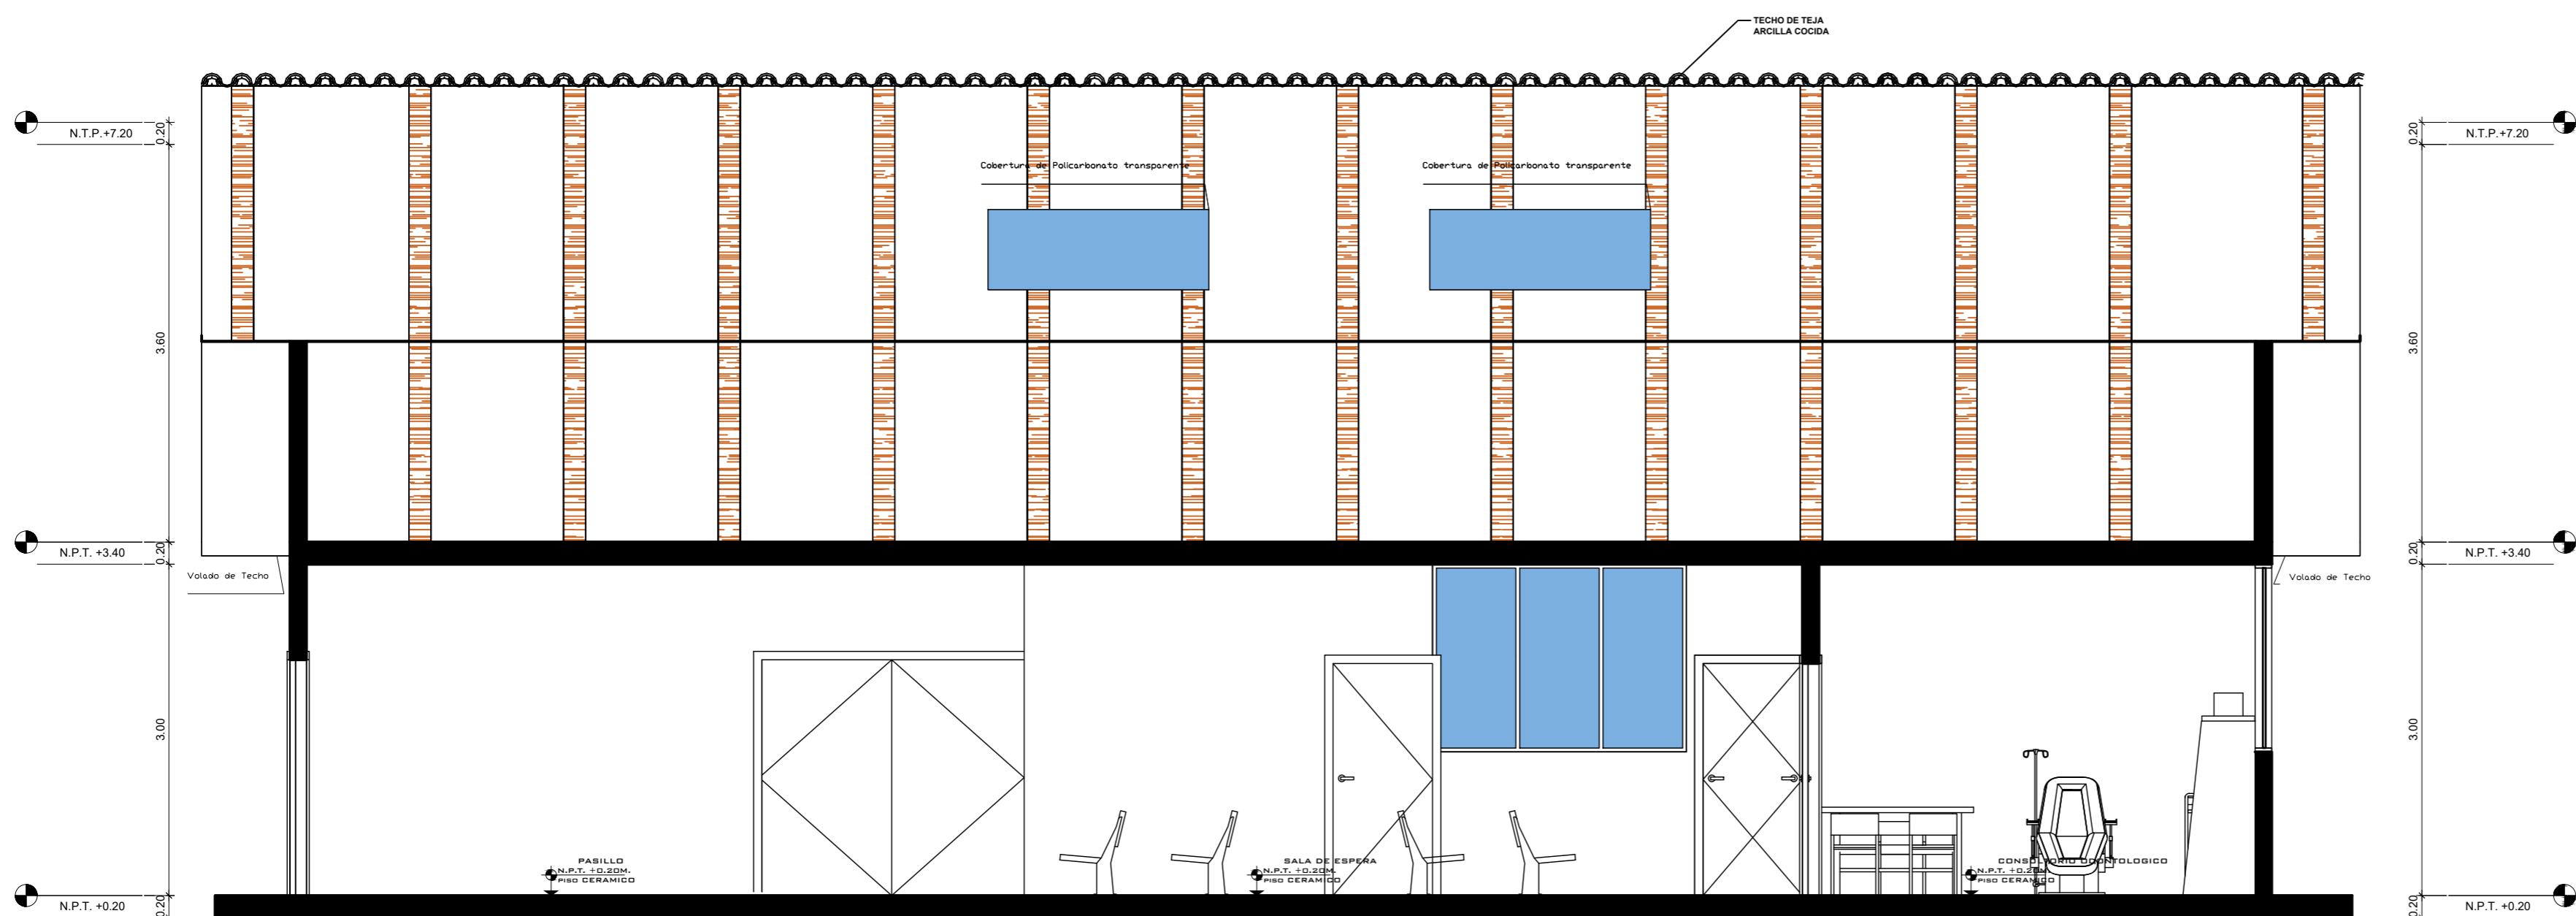 TECHO DE TEJA
ARCILLA COCIDA
N.T.P.+7.20
0.20
0.20
N.T.P.+7.20
Cobertura de Policarbonato transparente
Cobertura de Policarbonato transparente
3.60
3.60
N.P.T. +3.40
0.20
0.20
N.P.T. +3.40
Volado de Techo
Volado de Techo
3.00
3.00
PASILLO
N.P.T. +0.20M.
PISO CERAMICO
SALA DE ESPERA
N.P.T. +0.20M.
PISO CERAMICO
CONSULTORIO ODONTOLOGICO
N.P.T. +0.20M.
PISO CERAMICO
N.P.T. +0.20
0.20
0.20
N.P.T. +0.20